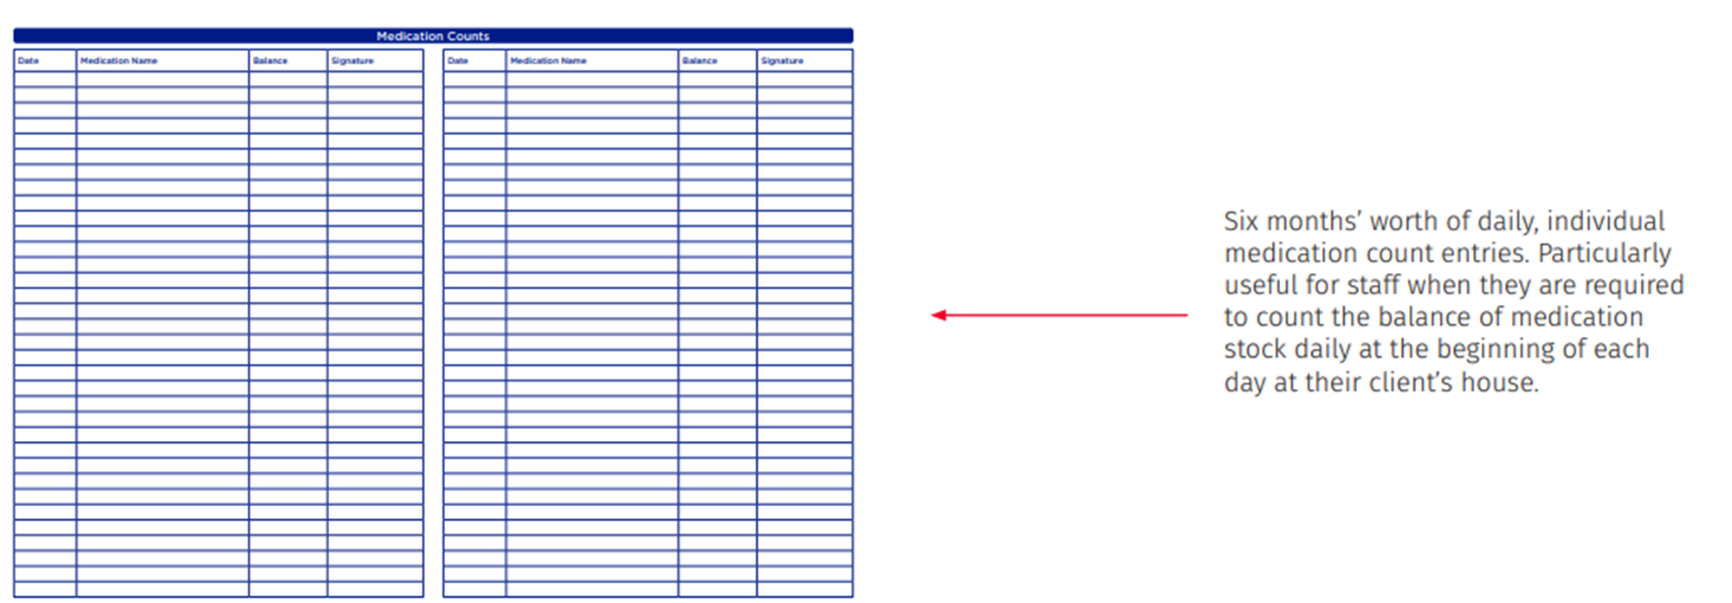 Medication Counts
Date Medication Name Balance Signature Date Medication Name Balance Signature
Six months’ worth of daily, individual
medication count entries. Particularly
useful for staff when they are required
to count the balance of medication
stock daily at the beginning of each
day at their client’s house.